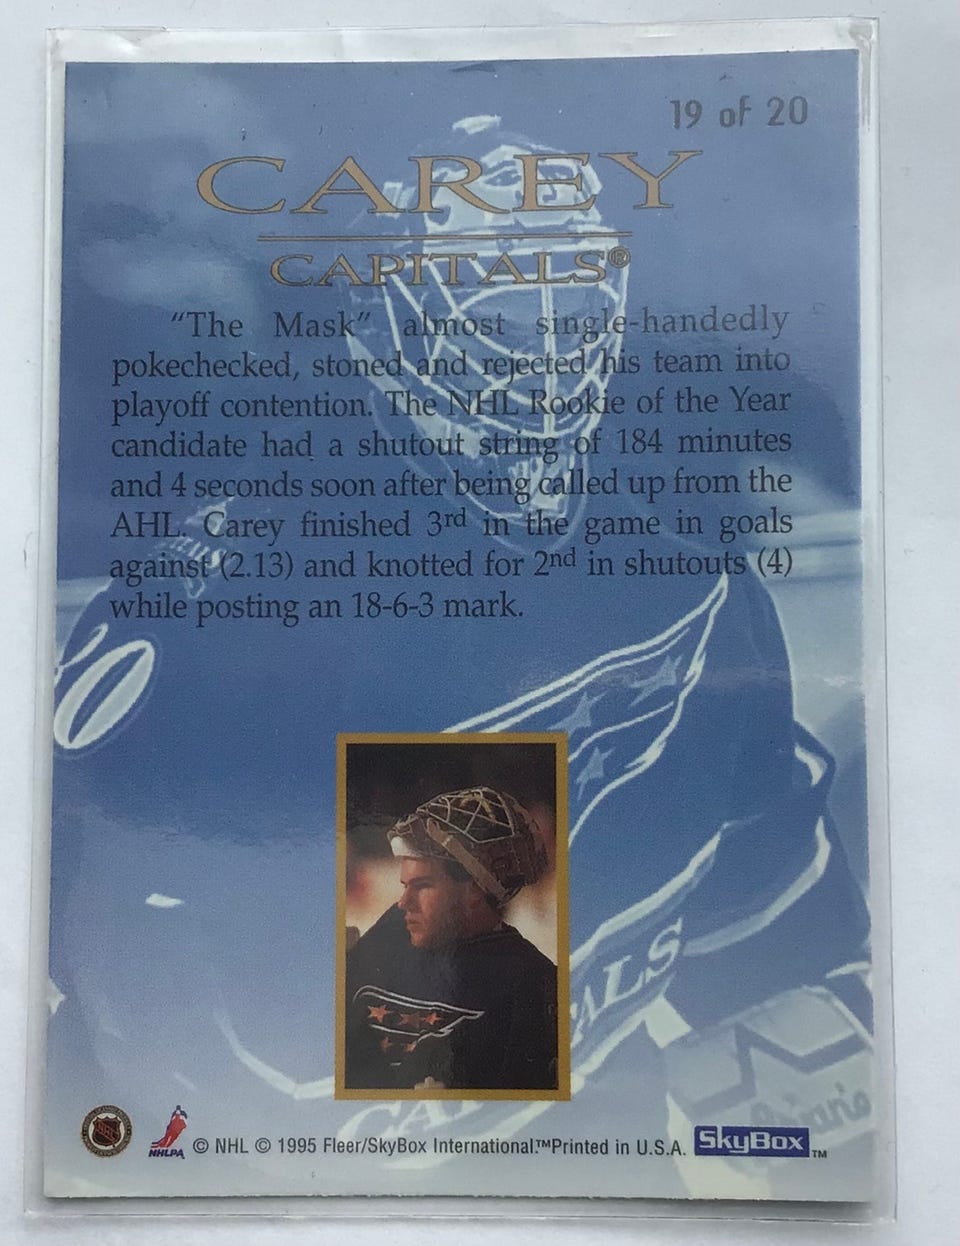 19 of 20
CAREY
CAPITALS®
"The Mask" almost single-handedly
pokechecked, stoned and rejected his team into
playoff contention. The NHL Rookie of the Year
candidate had a shutout string of 184 minutes
and 4 seconds soon after being called up from the
AHL. Carey finished 3rd in the game in goals
against (2.13) and knotted for 2nd in shutouts (4)
while posting an 18-6-3 mark.
0
ALS
CA
NHLPA
© NHL © 1995 Fleer/SkyBox International.™Printed in U.S.A.
SkyBox™